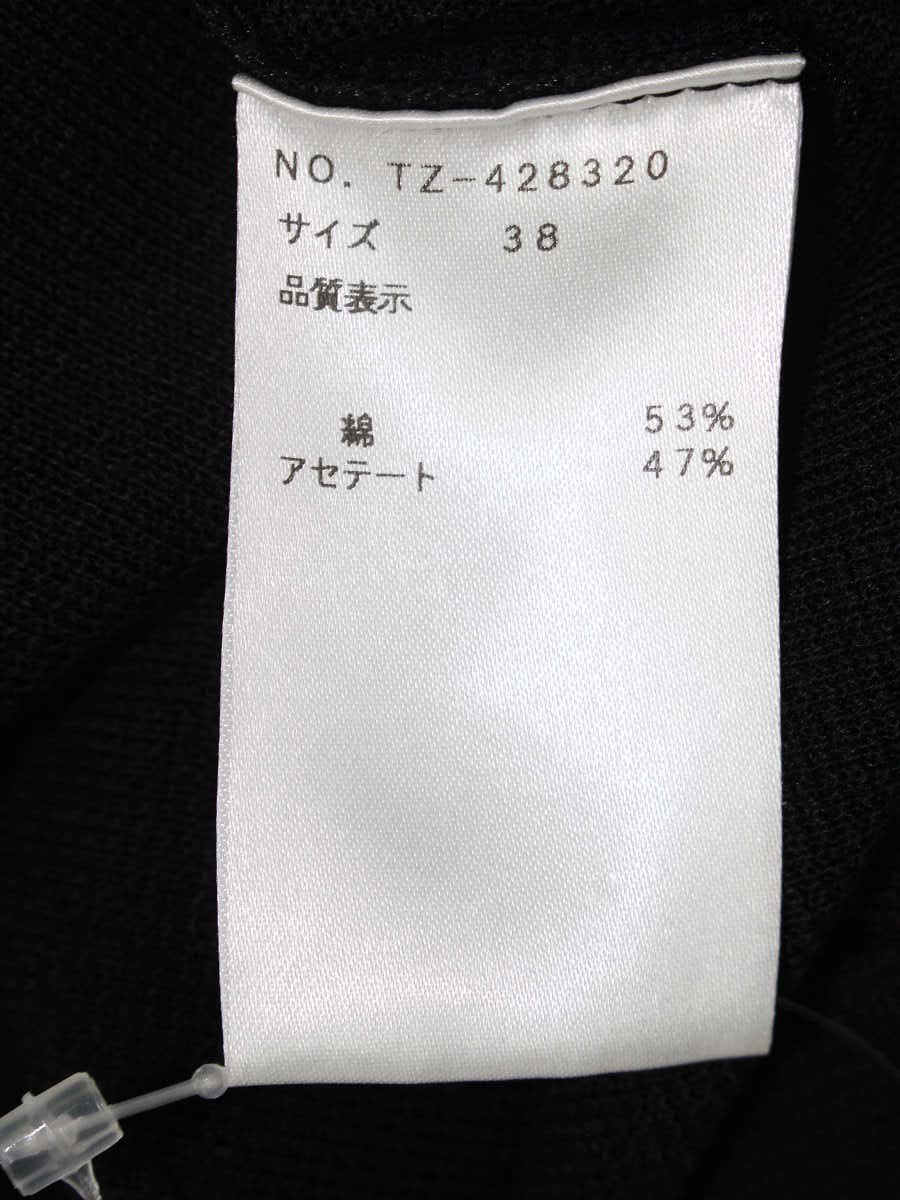 NO. TZ-428320
サイズ 38
品質表示
綿 53%
アセテート 47%